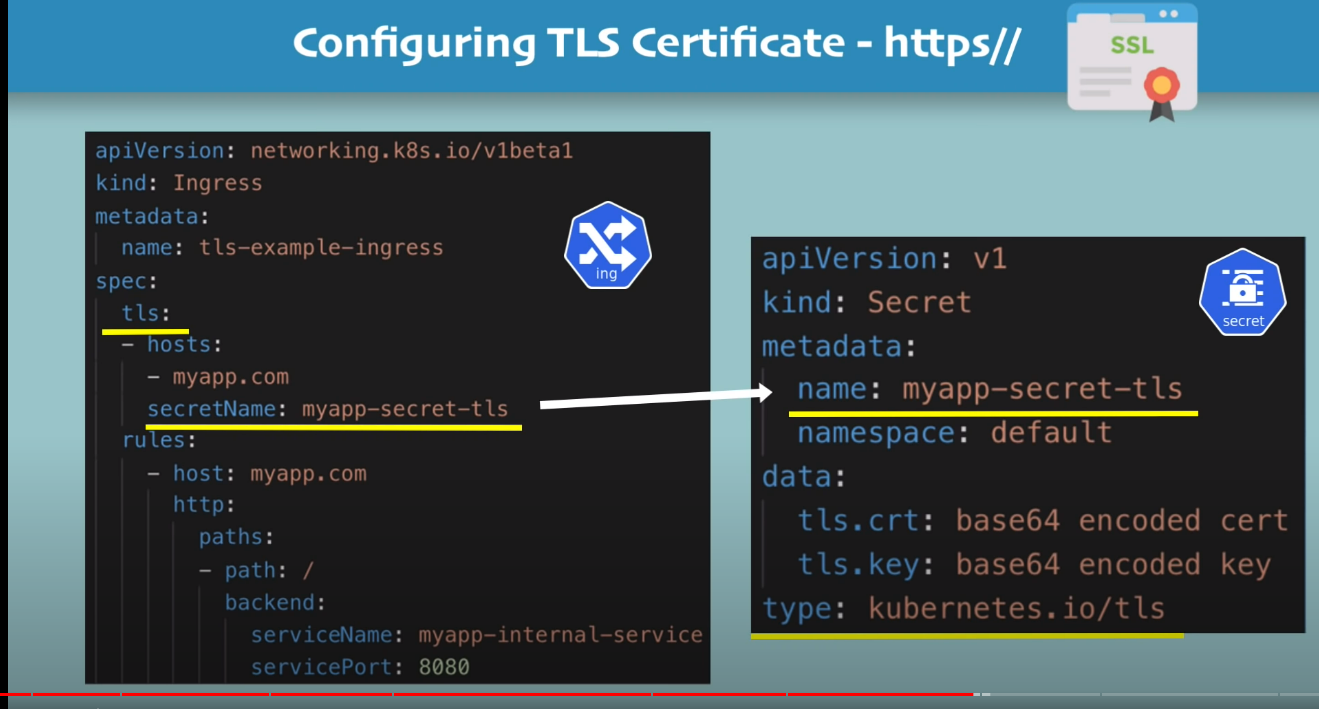 Configuring TLS Certificate - https//
SSL
apiVersion: networking.k8s.io/v1beta1
kind: Ingress
metadata:
  name: tls-example-ingress
spec:
  tls:
  - hosts:
    - myapp.com
    secretName: myapp-secret-tls
  rules:
    - host: myapp.com
      http:
        paths:
        - path: /
          backend:
            serviceName: myapp-internal-service
            servicePort: 8080
ing
apiVersion: v1
kind: Secret
metadata:
  name: myapp-secret-tls
  namespace: default
data:
  tls.crt: base64 encoded cert
  tls.key: base64 encoded key
type: kubernetes.io/tls
secret